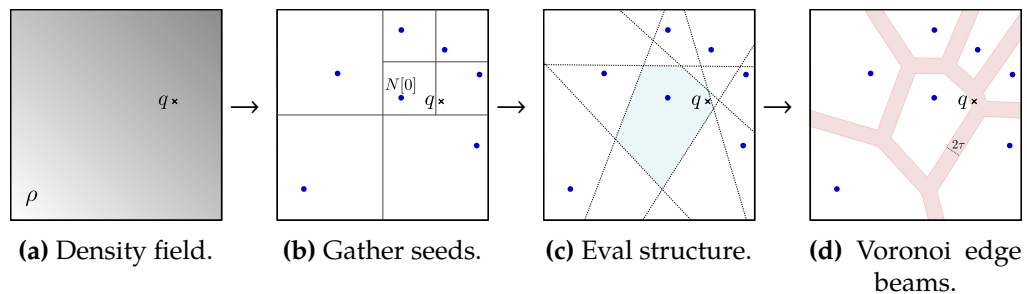 q
ρ
N[0]
q
q
q
2τ
(a) Density field.
(b) Gather seeds.
(c) Eval structure.
(d) Voronoi edge
beams.